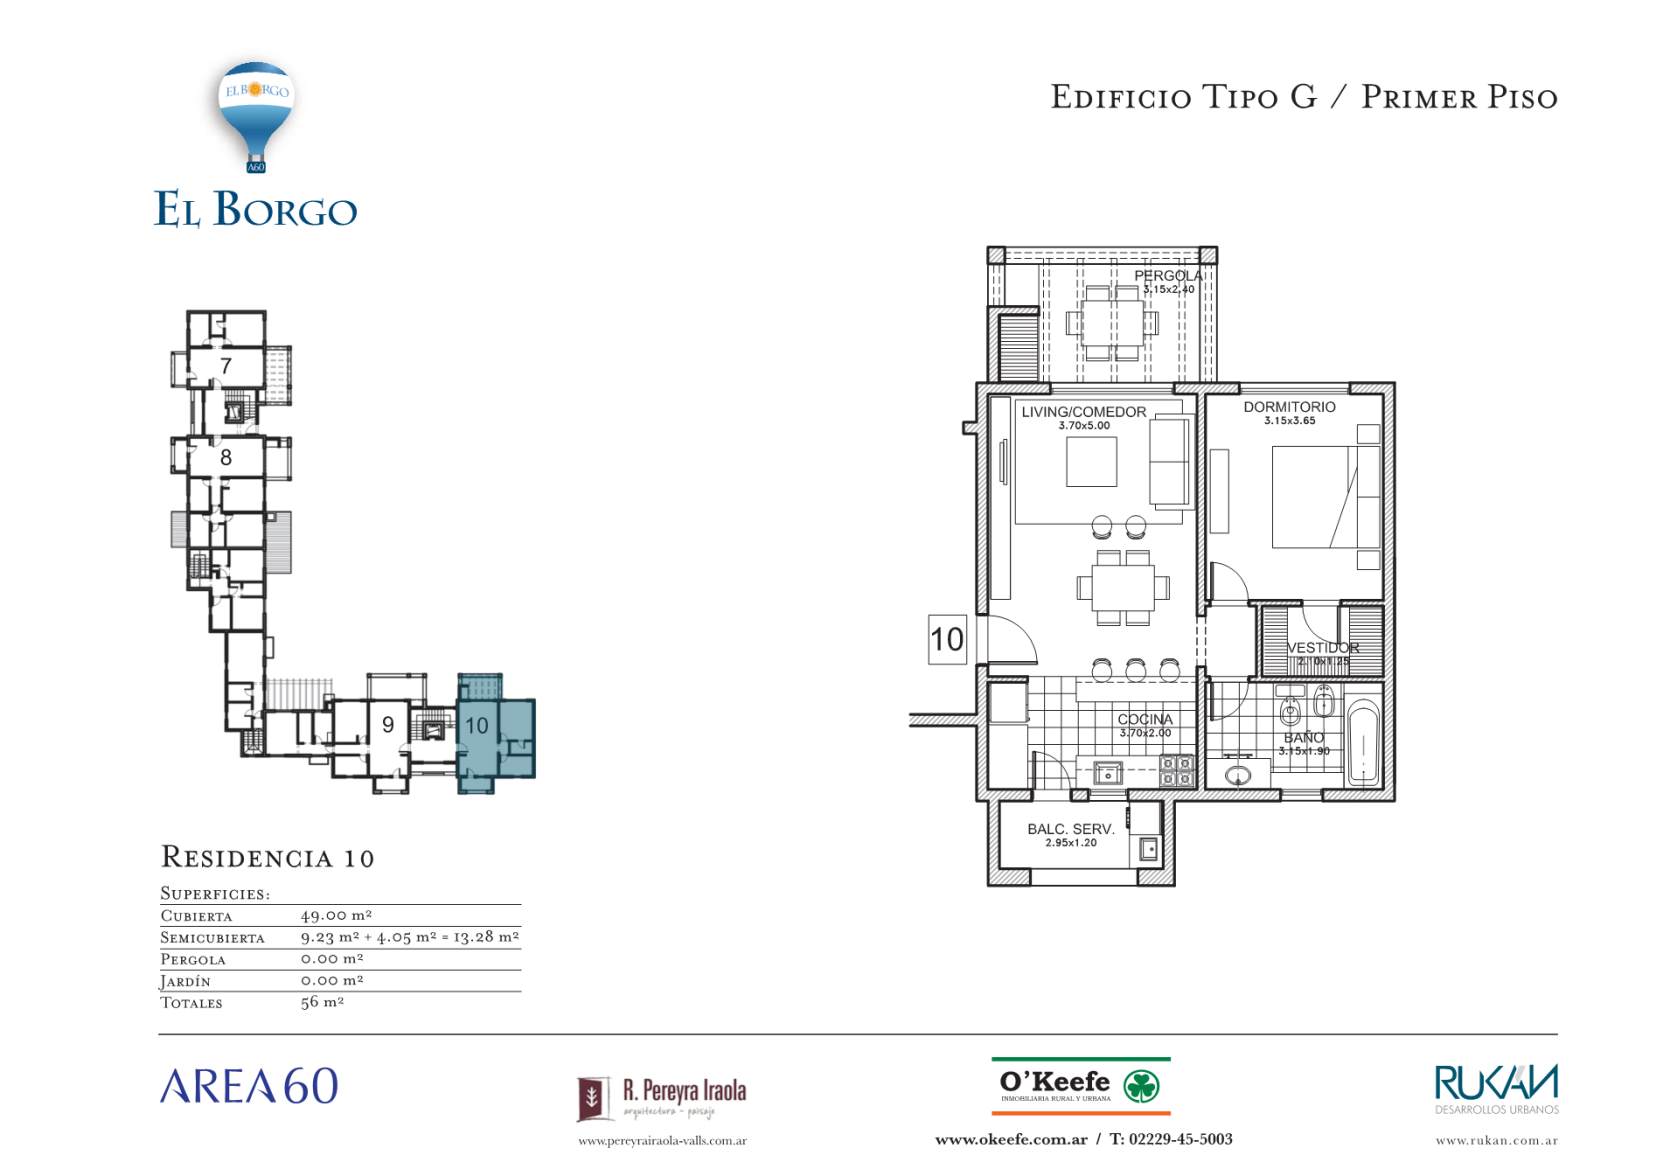 EL BORGO
A60
EL BORGO
EDIFICIO TIPO G / PRIMER PISO
7
8
9
10
PERGOLA
3.15x2.40
LIVING/COMEDOR
3.70x5.00
DORMITORIO
3.15x3.65
10
VESTIDOR
2.10x1.25
COCINA
3.70x2.00
BAÑO
3.15x1.90
BALC. SERV.
2.95x1.20
RESIDENCIA 10
SUPERFICIES:
CUBIERTA 49.00 m²
SEMICUBIERTA 9.23 m² + 4.05 m² = 13.28 m²
PERGOLA 0.00 m²
JARDÍN 0.00 m²
TOTALES 56 m²
AREA60
R. Pereyra Iraola
arquitectura - paisaje
www.pereyrairaola-valls.com.ar
O'Keefe
INMOBILIARIA RURAL Y URBANA
www.okeefe.com.ar / T: 02229-45-5003
RUKAN
DESARROLLOS URBANOS
www.rukan.com.ar